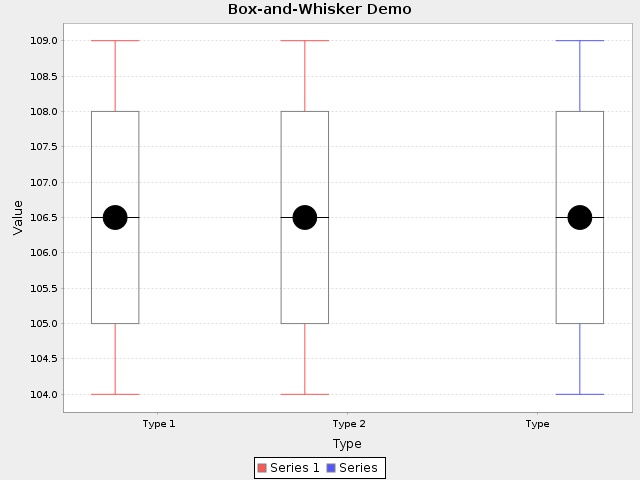 Box-and-Whisker Demo
Value
109.0
108.5
108.0
107.5
107.0
106.5
106.0
105.5
105.0
104.5
104.0
Type 1 Type 2 Type
Type
Series 1 Series